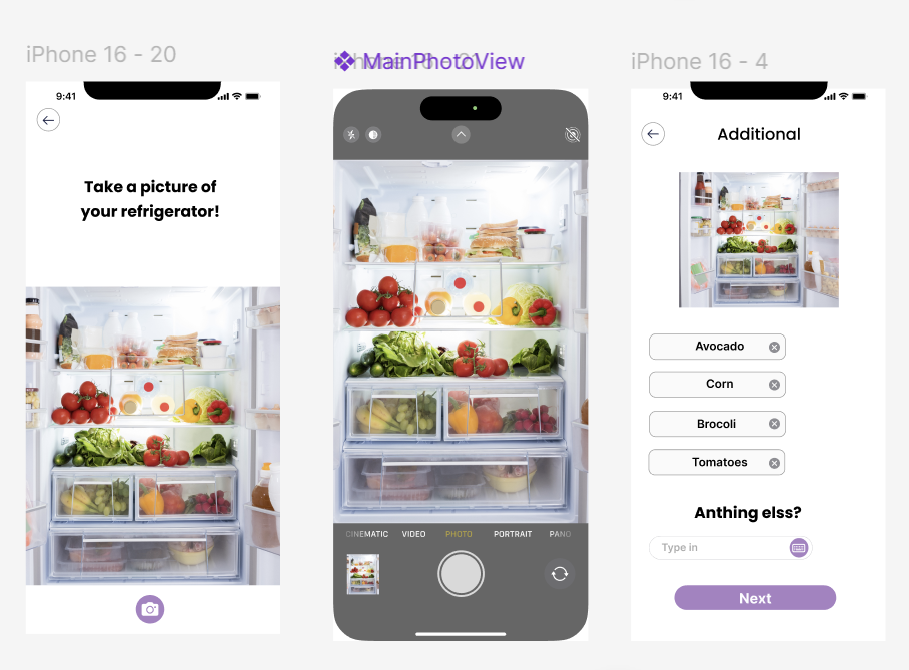 iPhone 16 - 20
9:41
Take a picture of
your refrigerator!
MainPhotoView
CINEMATIC VIDEO PHOTO PORTRAIT PANO
iPhone 16 - 4
9:41
Additional
Avocado
Corn
Brocoli
Tomatoes
Anthing elss?
Type in
Next